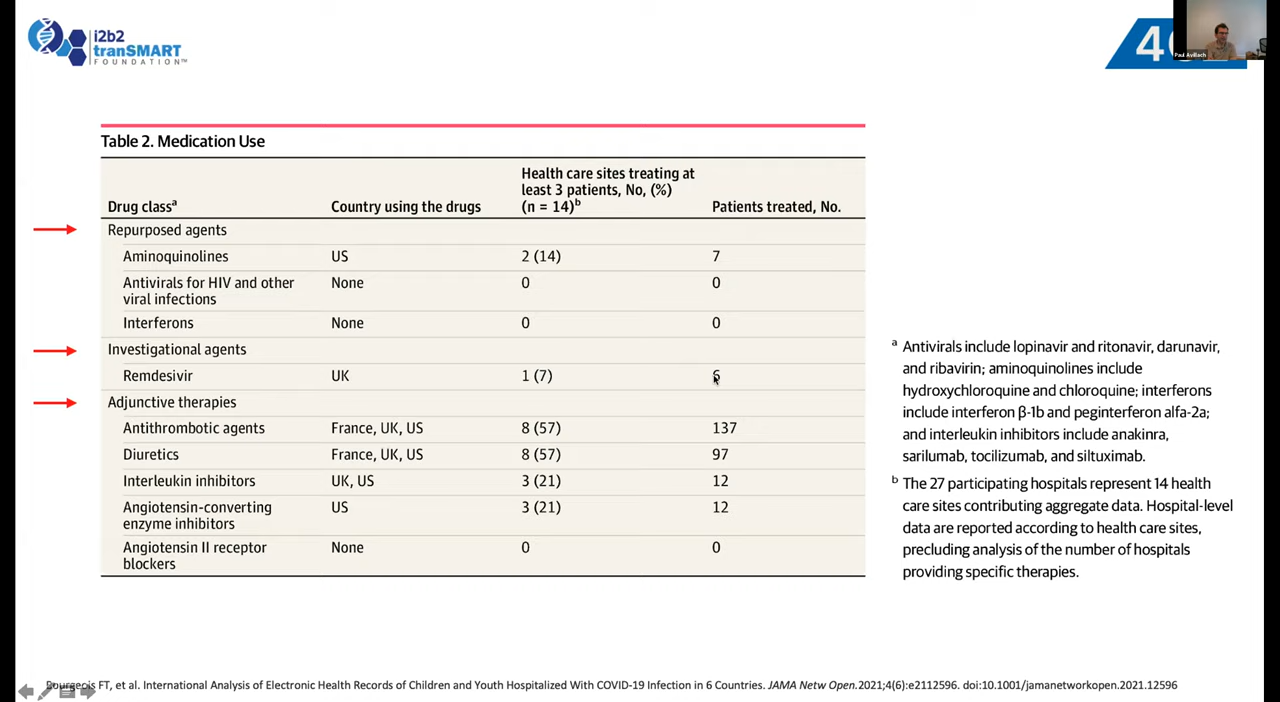 i2b2
tranSMART
FOUNDATION™
4
Paul Avillach
Table 2. Medication Use
Drug classᵃ
Country using the drugs
Health care sites treating at
least 3 patients, No, (%)
(n = 14)ᵇ
Patients treated, No.
Repurposed agents
Aminoquinolines US 2 (14) 7
Antivirals for HIV and other
viral infections
None 0 0
Interferons None 0 0
Investigational agents
Remdesivir UK 1 (7) 6
Adjunctive therapies
Antithrombotic agents France, UK, US 8 (57) 137
Diuretics France, UK, US 8 (57) 97
Interleukin inhibitors UK, US 3 (21) 12
Angiotensin-converting
enzyme inhibitors
US 3 (21) 12
Angiotensin II receptor
blockers
None 0 0
ᵃ Antivirals include lopinavir and ritonavir, darunavir,
and ribavirin; aminoquinolines include
hydroxychloroquine and chloroquine; interferons
include interferon β-1b and peginterferon alfa-2a;
and interleukin inhibitors include anakinra,
sarilumab, tocilizumab, and siltuximab.
ᵇ The 27 participating hospitals represent 14 health
care sites contributing aggregate data. Hospital-level
data are reported according to health care sites,
precluding analysis of the number of hospitals
providing specific therapies.
Bourgeois FT, et al. International Analysis of Electronic Health Records of Children and Youth Hospitalized With COVID-19 Infection in 6 Countries. JAMA Netw Open.2021;4(6):e2112596. doi:10.1001/jamanetworkopen.2021.12596